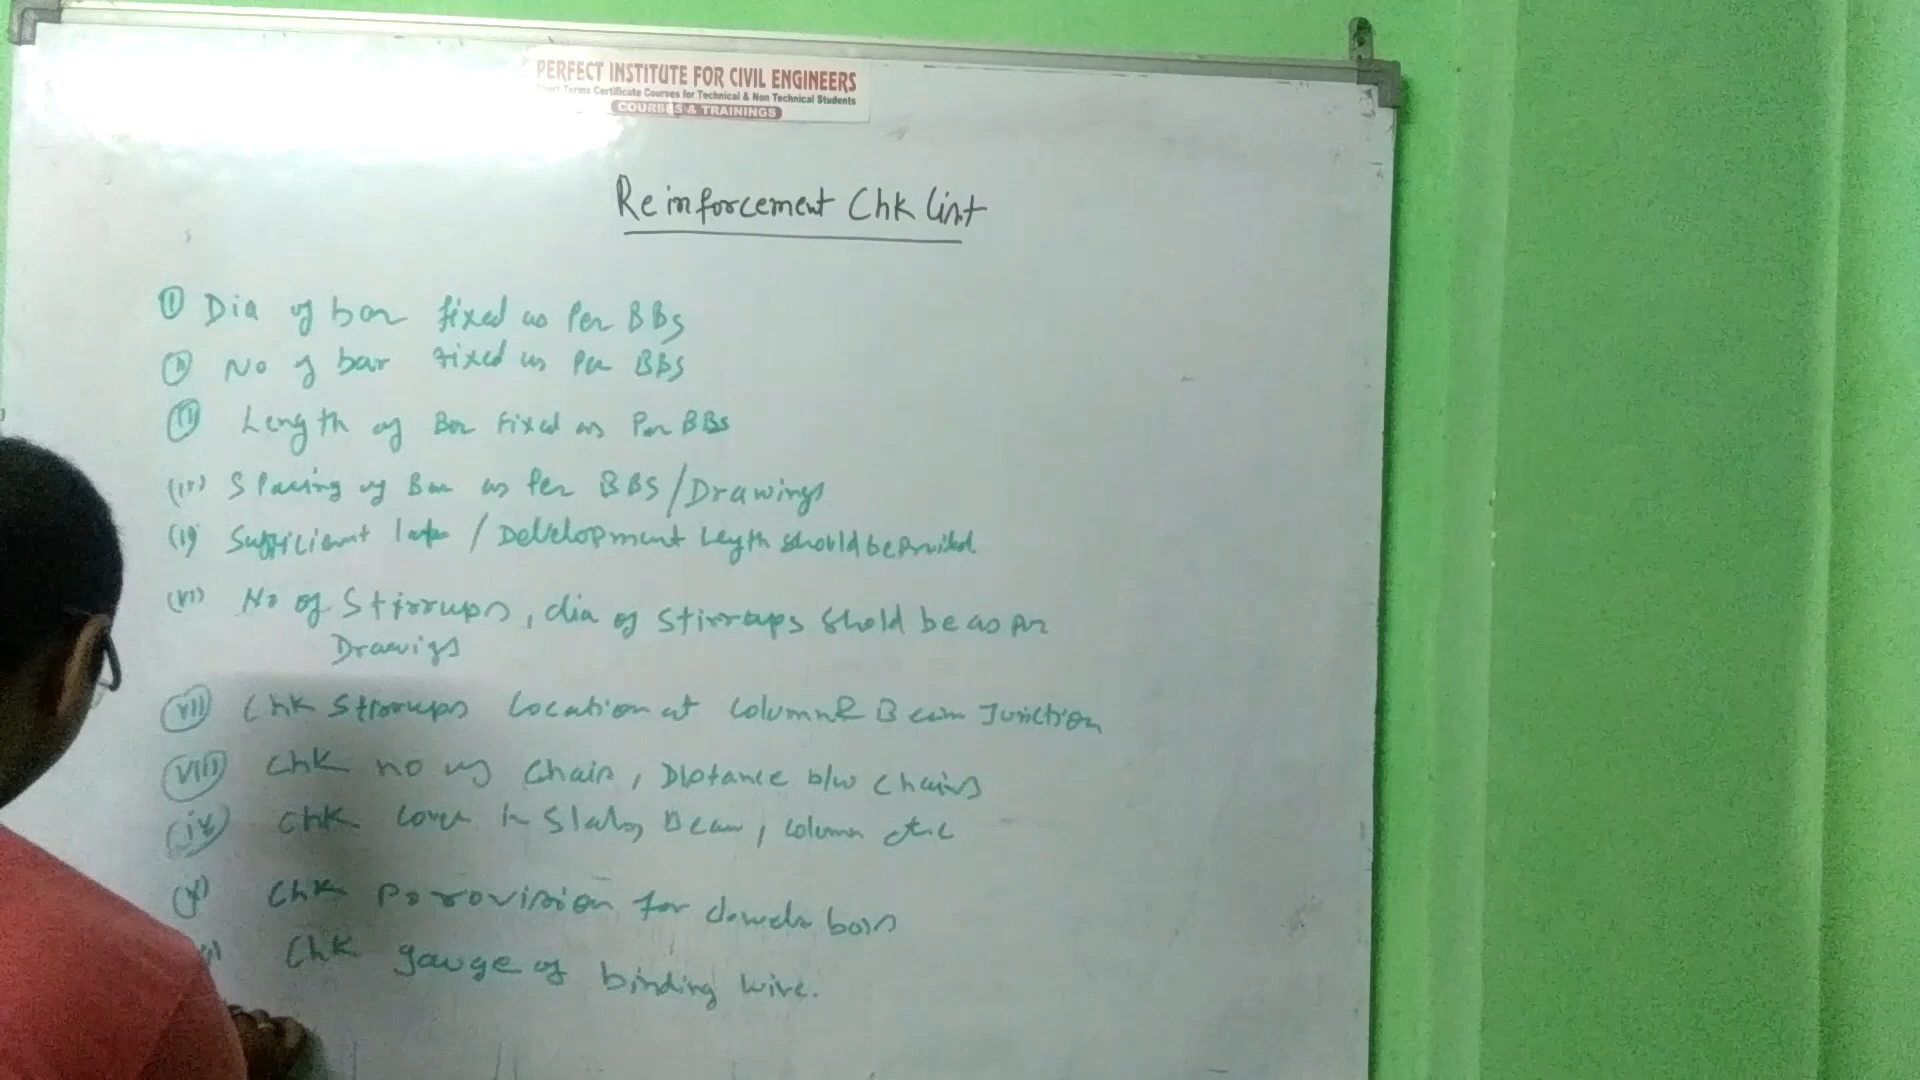 PERFECT INSTITUTE FOR CIVIL ENGINEERS
Short Terms Certificate Courses for Technical & Non Technical Students
COURSES & TRAININGS
Reinforcement Chk list
(i) Dia of bar fixed as Per BBS
(ii) No of bar fixed as Per BBS
(iii) Length of Bar Fixed as Per BBS
(iv) Spacing of Bar as Per BBS/Drawings
(v) Sufficient lap / Development Length should be Provided.
(vi) No of Stirrups, dia of Stirrups Shold be as Per
Drawigs
(vii) Chk Stirrups Location at Column & Beam Junction
(viii) Chk no of Chairs, Distance b/w Chairs
(ix) Chk Cover in Slab, Beam, Column etc
(x) Chk Porovision for dowels bars
Chk gauge of binding wire.